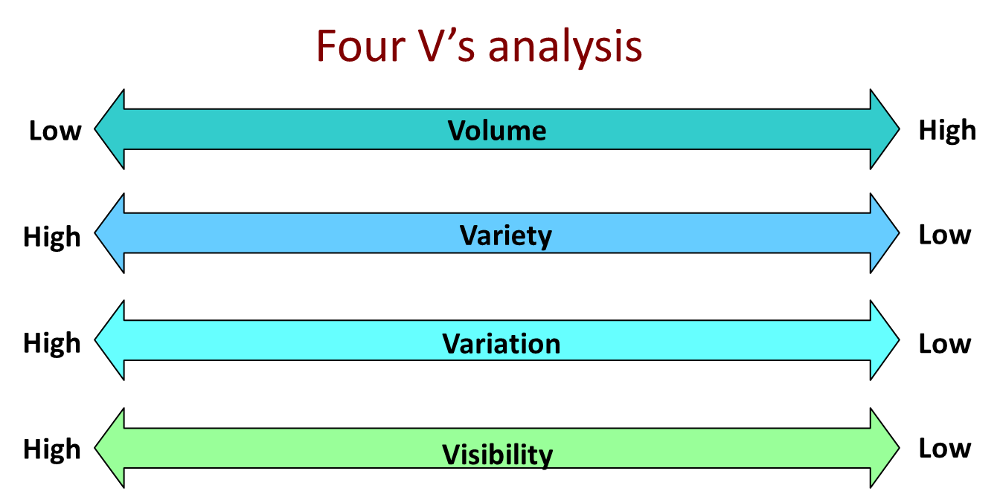 Four V’s analysis
Low Volume High
High Variety Low
High Variation Low
High Visibility Low